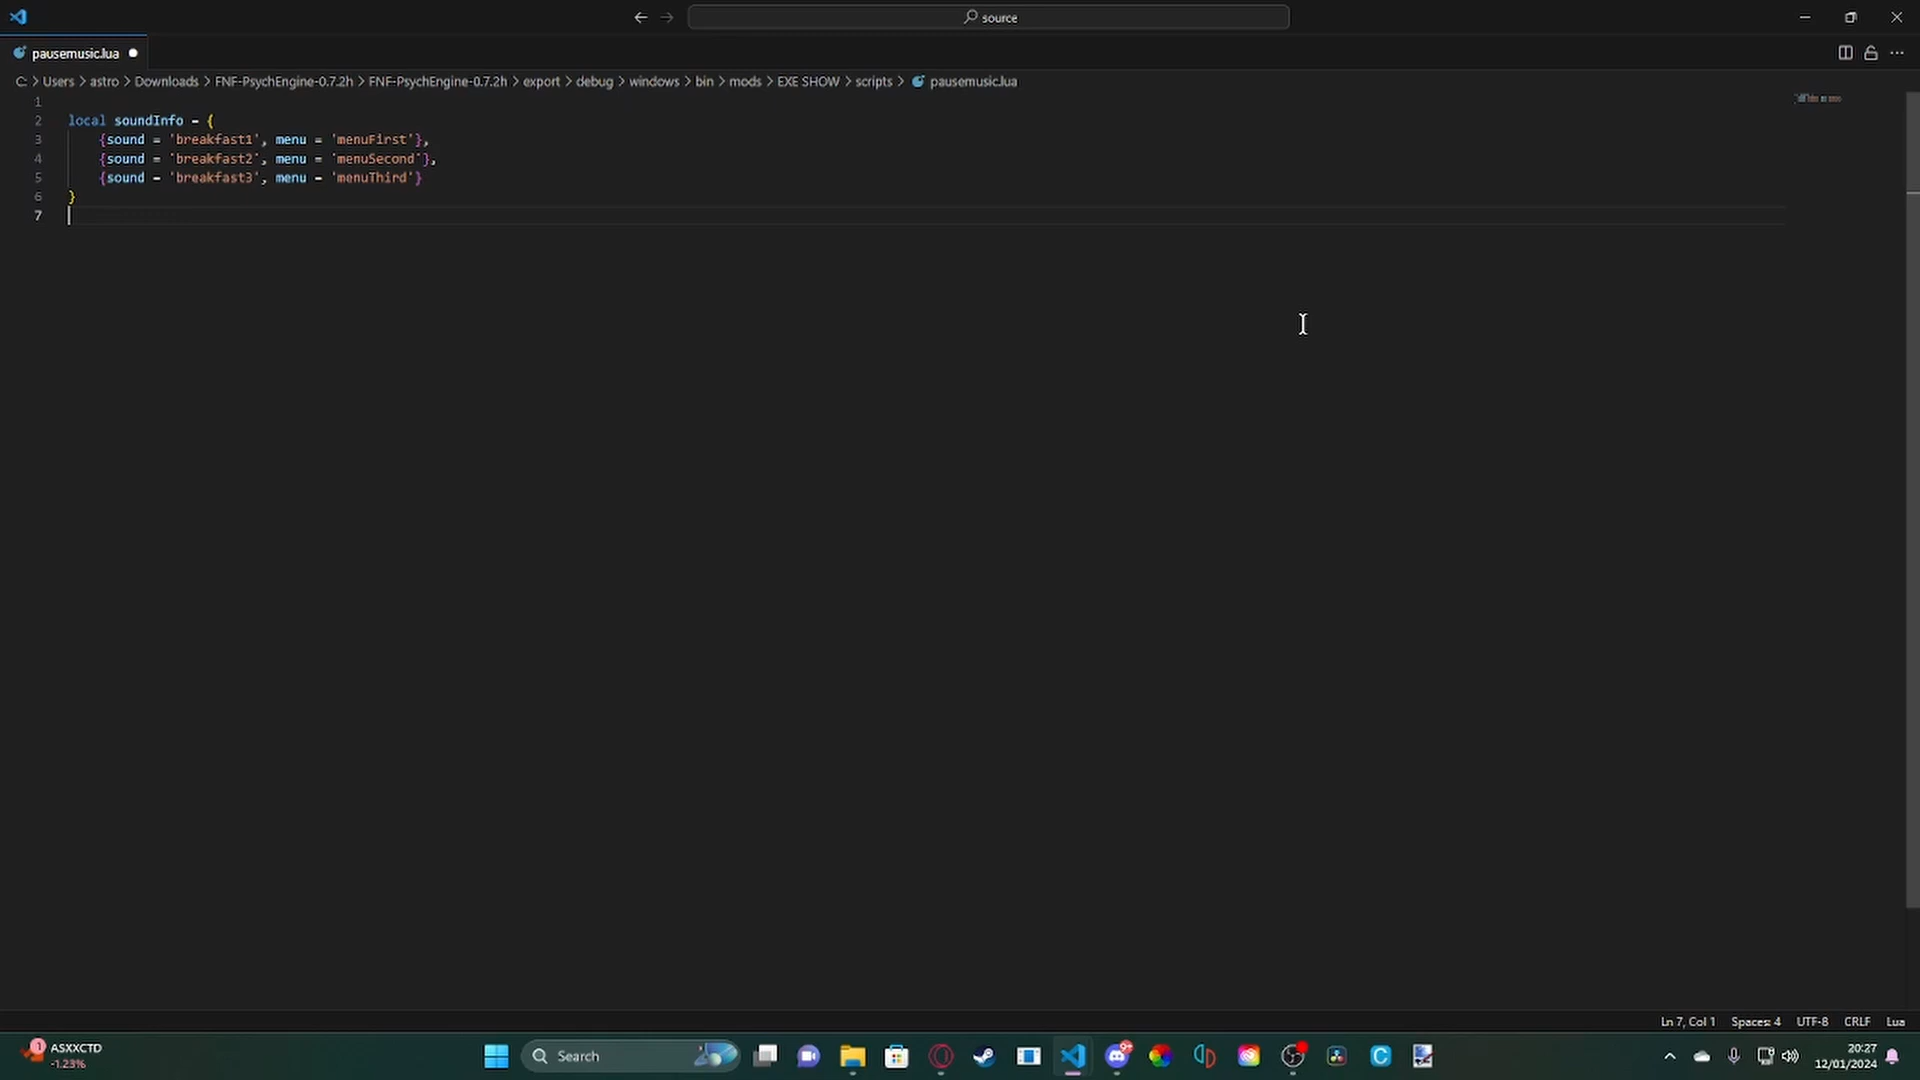 source
pausemusic.lua
C: > Users > astro > Downloads > FNF-PsychEngine-0.7.2h > FNF-PsychEngine-0.7.2h > export > debug > windows > bin > mods > EXE SHOW > scripts > pausemusic.lua
1
2 local soundInfo = {
3 {sound = 'breakfast1', menu = 'menuFirst'},
4 {sound = 'breakfast2', menu = 'menuSecond'},
5 {sound = 'breakfast3', menu = 'menuThird'}
6 }
7
Ln 7, Col 1 Spaces: 4 UTF-8 CRLF Lua
1 ASXXCTD
-1.23%
Search
9+
20:27
12/01/2024